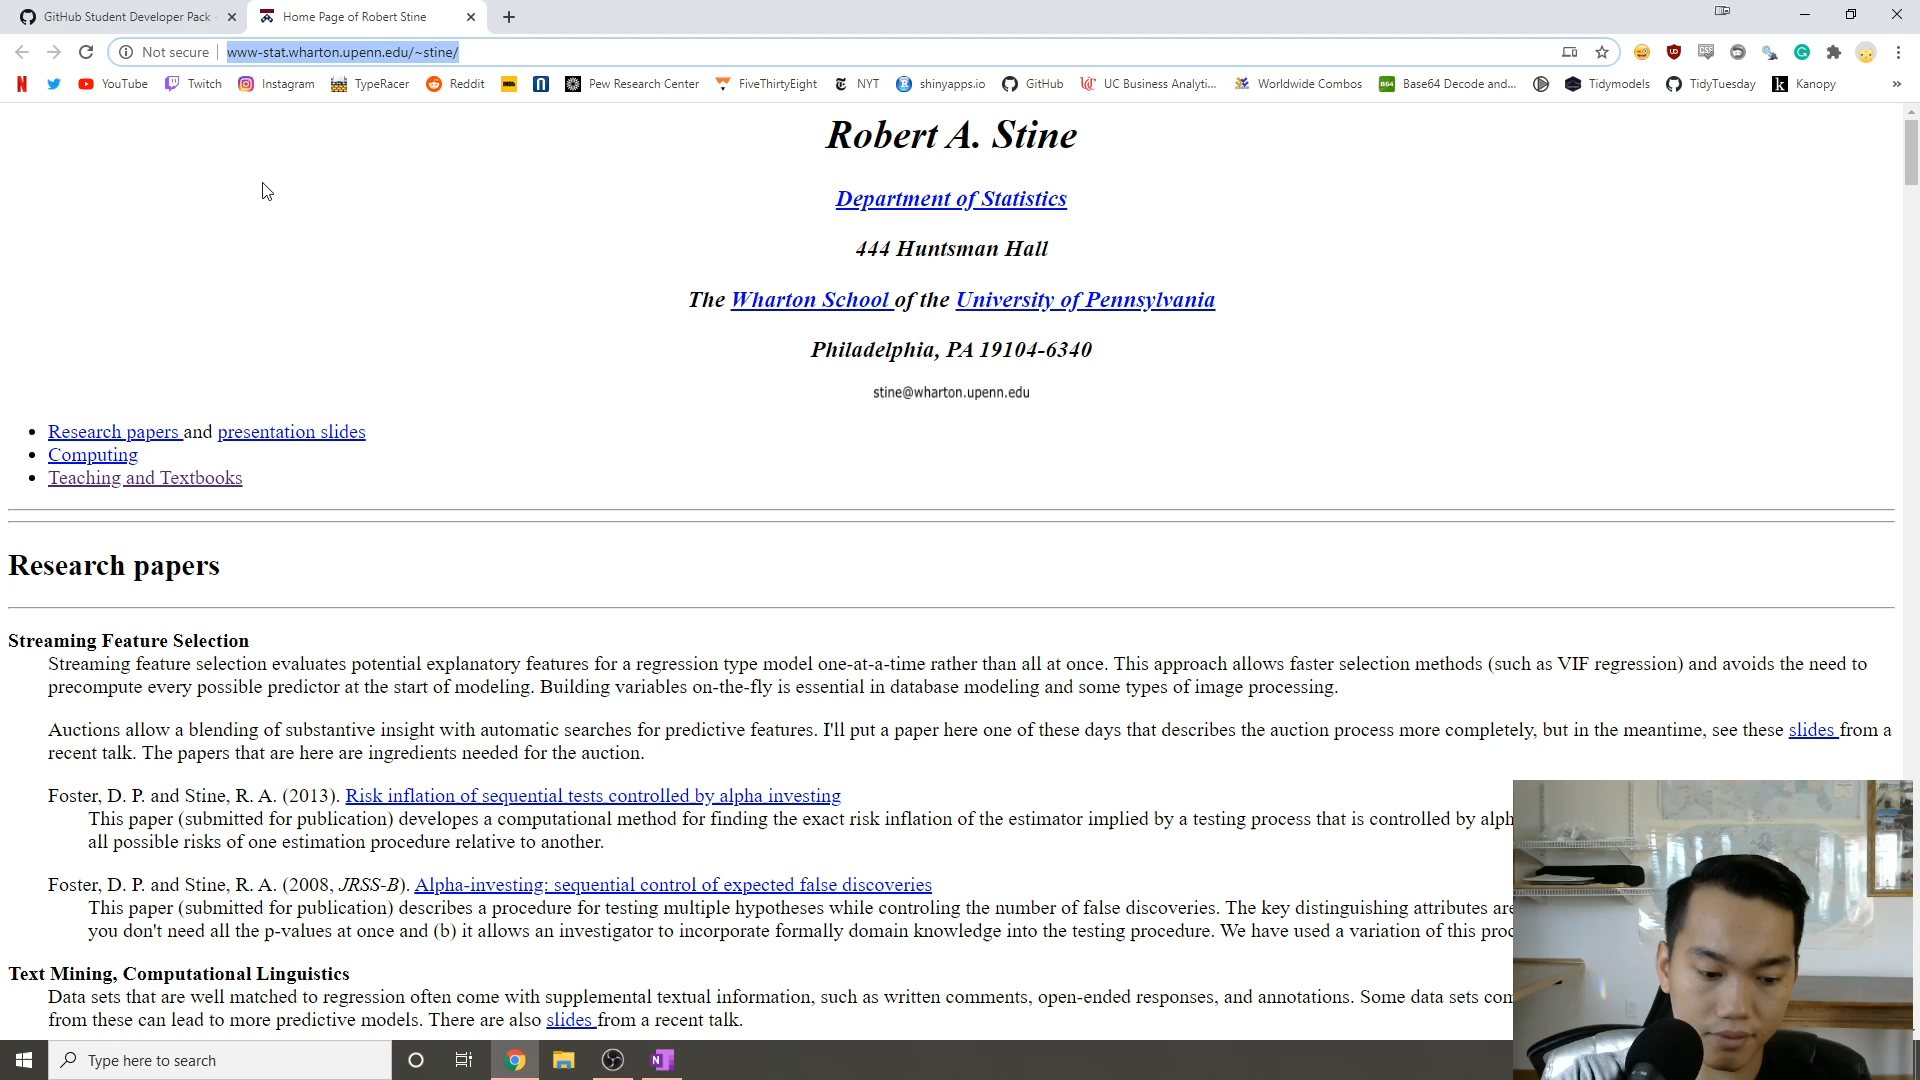 GitHub Student Developer Pack
Home Page of Robert Stine
Not secure
www-stat.wharton.upenn.edu/~stine/
YouTube
Twitch
Instagram
TypeRacer
Reddit
Pew Research Center
FiveThirtyEight
NYT
shinyapps.io
GitHub
UC Business Analyti...
Worldwide Combos
Base64 Decode and...
Tidymodels
TidyTuesday
Kanopy
Robert A. Stine
Department of Statistics
444 Huntsman Hall
The Wharton School of the University of Pennsylvania
Philadelphia, PA 19104-6340
stine@wharton.upenn.edu
• Research papers and presentation slides
• Computing
• Teaching and Textbooks
Research papers
Streaming Feature Selection
Streaming feature selection evaluates potential explanatory features for a regression type model one-at-a-time rather than all at once. This approach allows faster selection methods (such as VIF regression) and avoids the need to
precompute every possible predictor at the start of modeling. Building variables on-the-fly is essential in database modeling and some types of image processing.
Auctions allow a blending of substantive insight with automatic searches for predictive features. I'll put a paper here one of these days that describes the auction process more completely, but in the meantime, see these slides from a
recent talk. The papers that are here are ingredients needed for the auction.
Foster, D. P. and Stine, R. A. (2013). Risk inflation of sequential tests controlled by alpha investing
This paper (submitted for publication) developes a computational method for finding the exact risk inflation of the estimator implied by a testing process that is controlled by alph
all possible risks of one estimation procedure relative to another.
Foster, D. P. and Stine, R. A. (2008, JRSS-B). Alpha-investing: sequential control of expected false discoveries
This paper (submitted for publication) describes a procedure for testing multiple hypotheses while controling the number of false discoveries. The key distinguishing attributes are
you don't need all the p-values at once and (b) it allows an investigator to incorporate formally domain knowledge into the testing procedure. We have used a variation of this proc
Text Mining, Computational Linguistics
Data sets that are well matched to regression often come with supplemental textual information, such as written comments, open-ended responses, and annotations. Some data sets con
from these can lead to more predictive models. There are also slides from a recent talk.
Type here to search